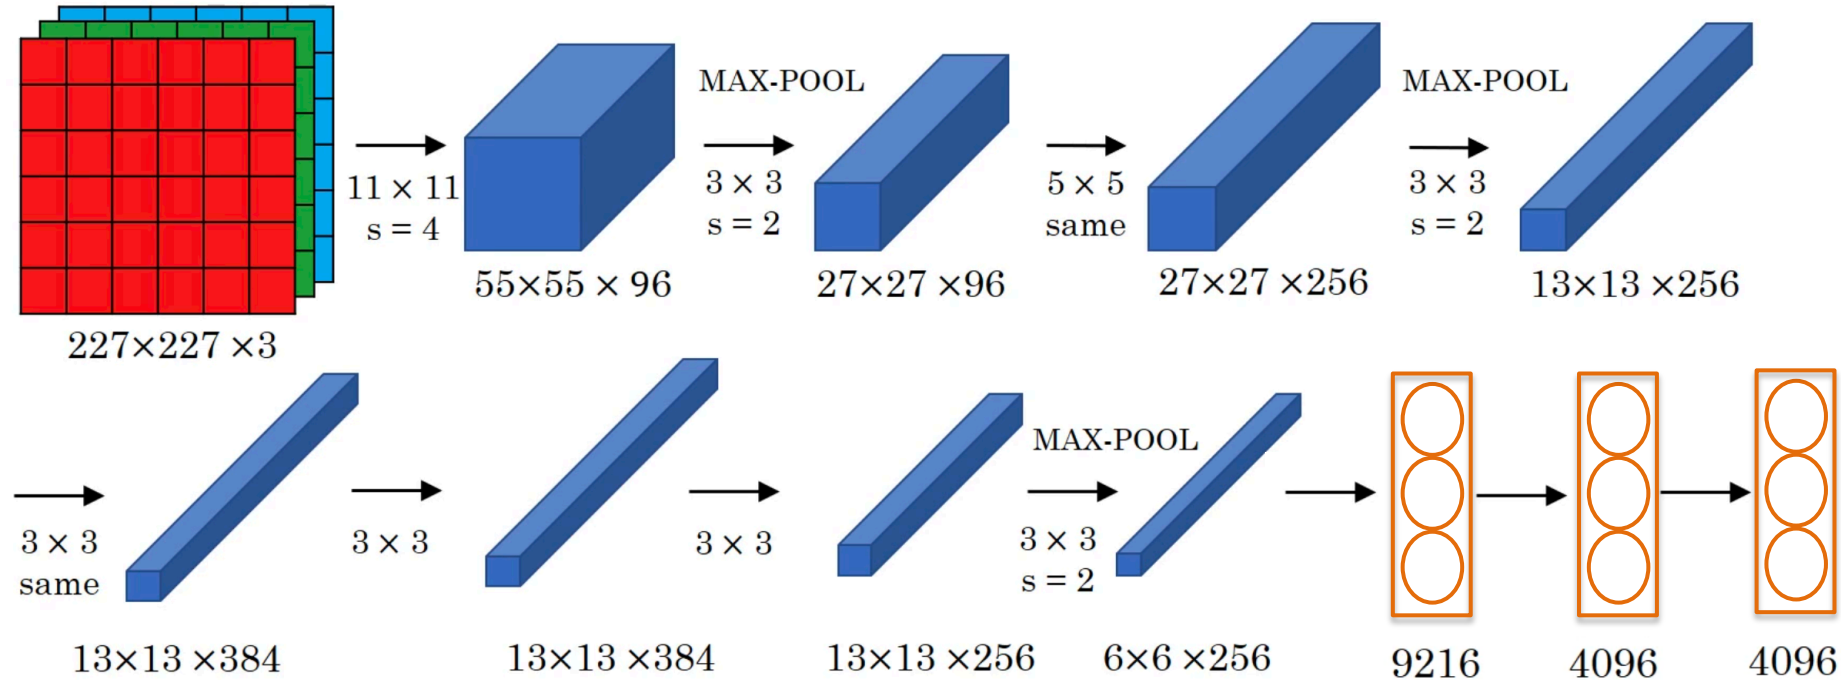 227×227 ×3
11 × 11
s = 4
55×55 × 96
MAX-POOL
3 × 3
s = 2
27×27 ×96
5 × 5
same
27×27 ×256
MAX-POOL
3 × 3
s = 2
13×13 ×256
3 × 3
same
13×13 ×384
3 × 3
13×13 ×384
3 × 3
13×13 ×256
MAX-POOL
3 × 3
s = 2
6×6 ×256
9216
4096
4096